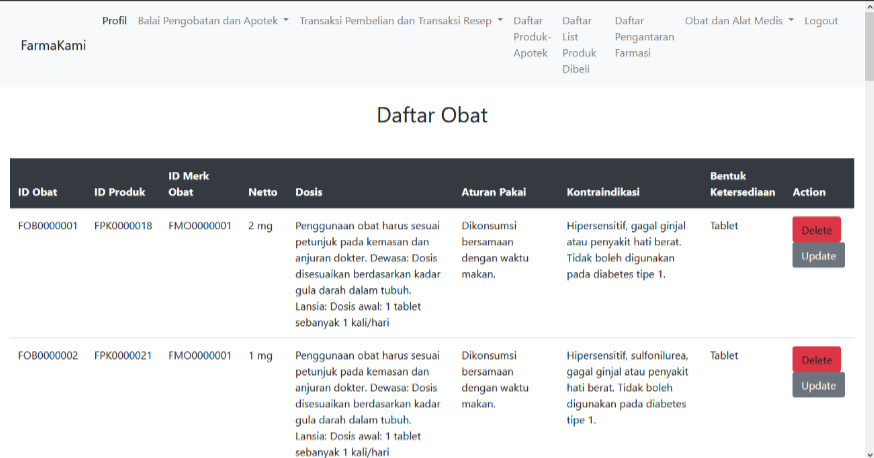 FarmaKami
Profil
Balai Pengobatan dan Apotek
Transaksi Pembelian dan Transaksi Resep
Daftar
Produk-
Apotek
Daftar
List
Produk
Dibeli
Daftar
Pengantaran
Farmasi
Obat dan Alat Medis
Logout
Daftar Obat
ID Obat
ID Produk
ID Merk
Obat
Netto
Dosis
Aturan Pakai
Kontraindikasi
Bentuk
Ketersediaan
Action
FOB0000001
FPK0000018
FMO0000001
2 mg
Penggunaan obat harus sesuai
petunjuk pada kemasan dan
anjuran dokter. Dewasa: Dosis
disesuaikan berdasarkan kadar
gula darah dalam tubuh.
Lansia: Dosis awal: 1 tablet
sebanyak 1 kali/hari
Dikonsumsi
bersamaan
dengan waktu
makan.
Hipersensitif, gagal ginjal
atau penyakit hati berat.
Tidak boleh digunakan
pada diabetes tipe 1.
Tablet
Delete
Update
FOB0000002
FPK0000021
FMO0000001
1 mg
Penggunaan obat harus sesuai
petunjuk pada kemasan dan
anjuran dokter. Dewasa: Dosis
disesuaikan berdasarkan kadar
gula darah dalam tubuh.
Lansia: Dosis awal: 1 tablet
sebanyak 1 kali/hari
Dikonsumsi
bersamaan
dengan waktu
makan.
Hipersensitif, sulfonilurea,
gagal ginjal atau penyakit
hati berat. Tidak boleh
digunakan pada diabetes
tipe 1.
Tablet
Delete
Update